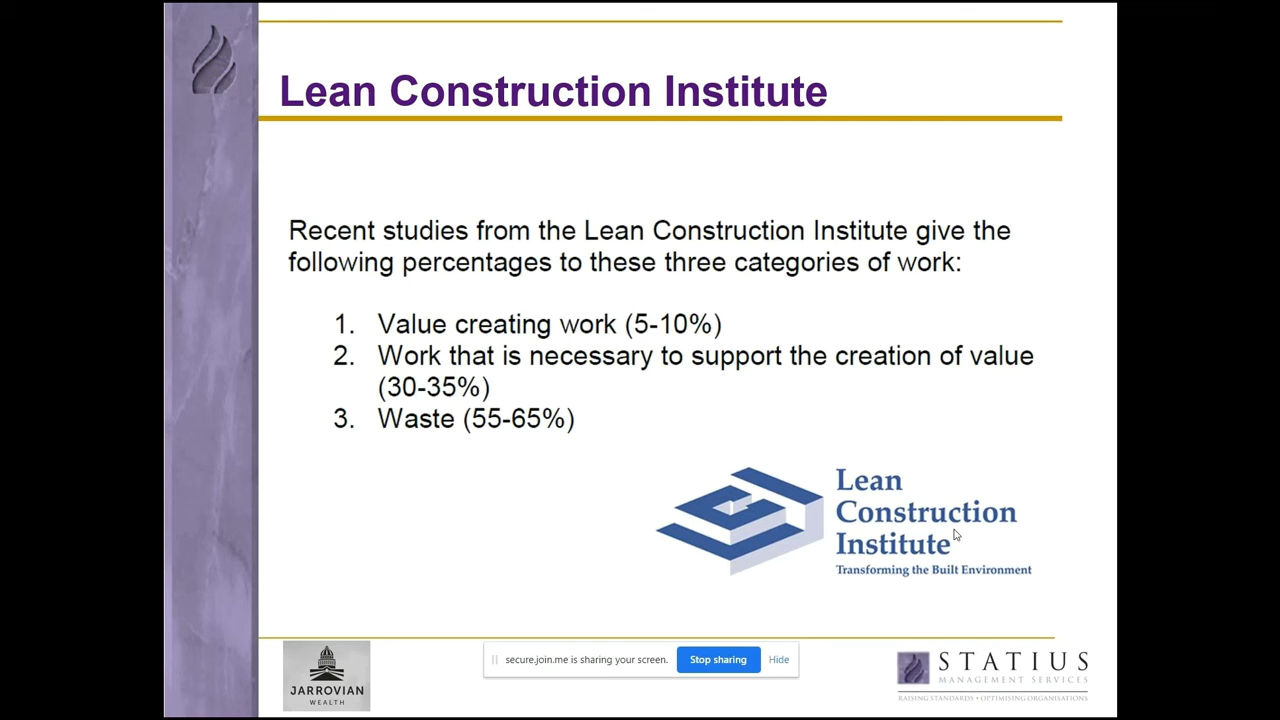 Lean Construction Institute
Recent studies from the Lean Construction Institute give the
following percentages to these three categories of work:
1. Value creating work (5-10%)
2. Work that is necessary to support the creation of value
(30-35%)
3. Waste (55-65%)
Lean
Construction
Institute
Transforming the Built Environment
JARROVIAN
WEALTH
secure.join.me is sharing your screen. Stop sharing Hide
STATIUS
MANAGEMENT SERVICES
RAISING STANDARDS • OPTIMISING ORGANISATIONS